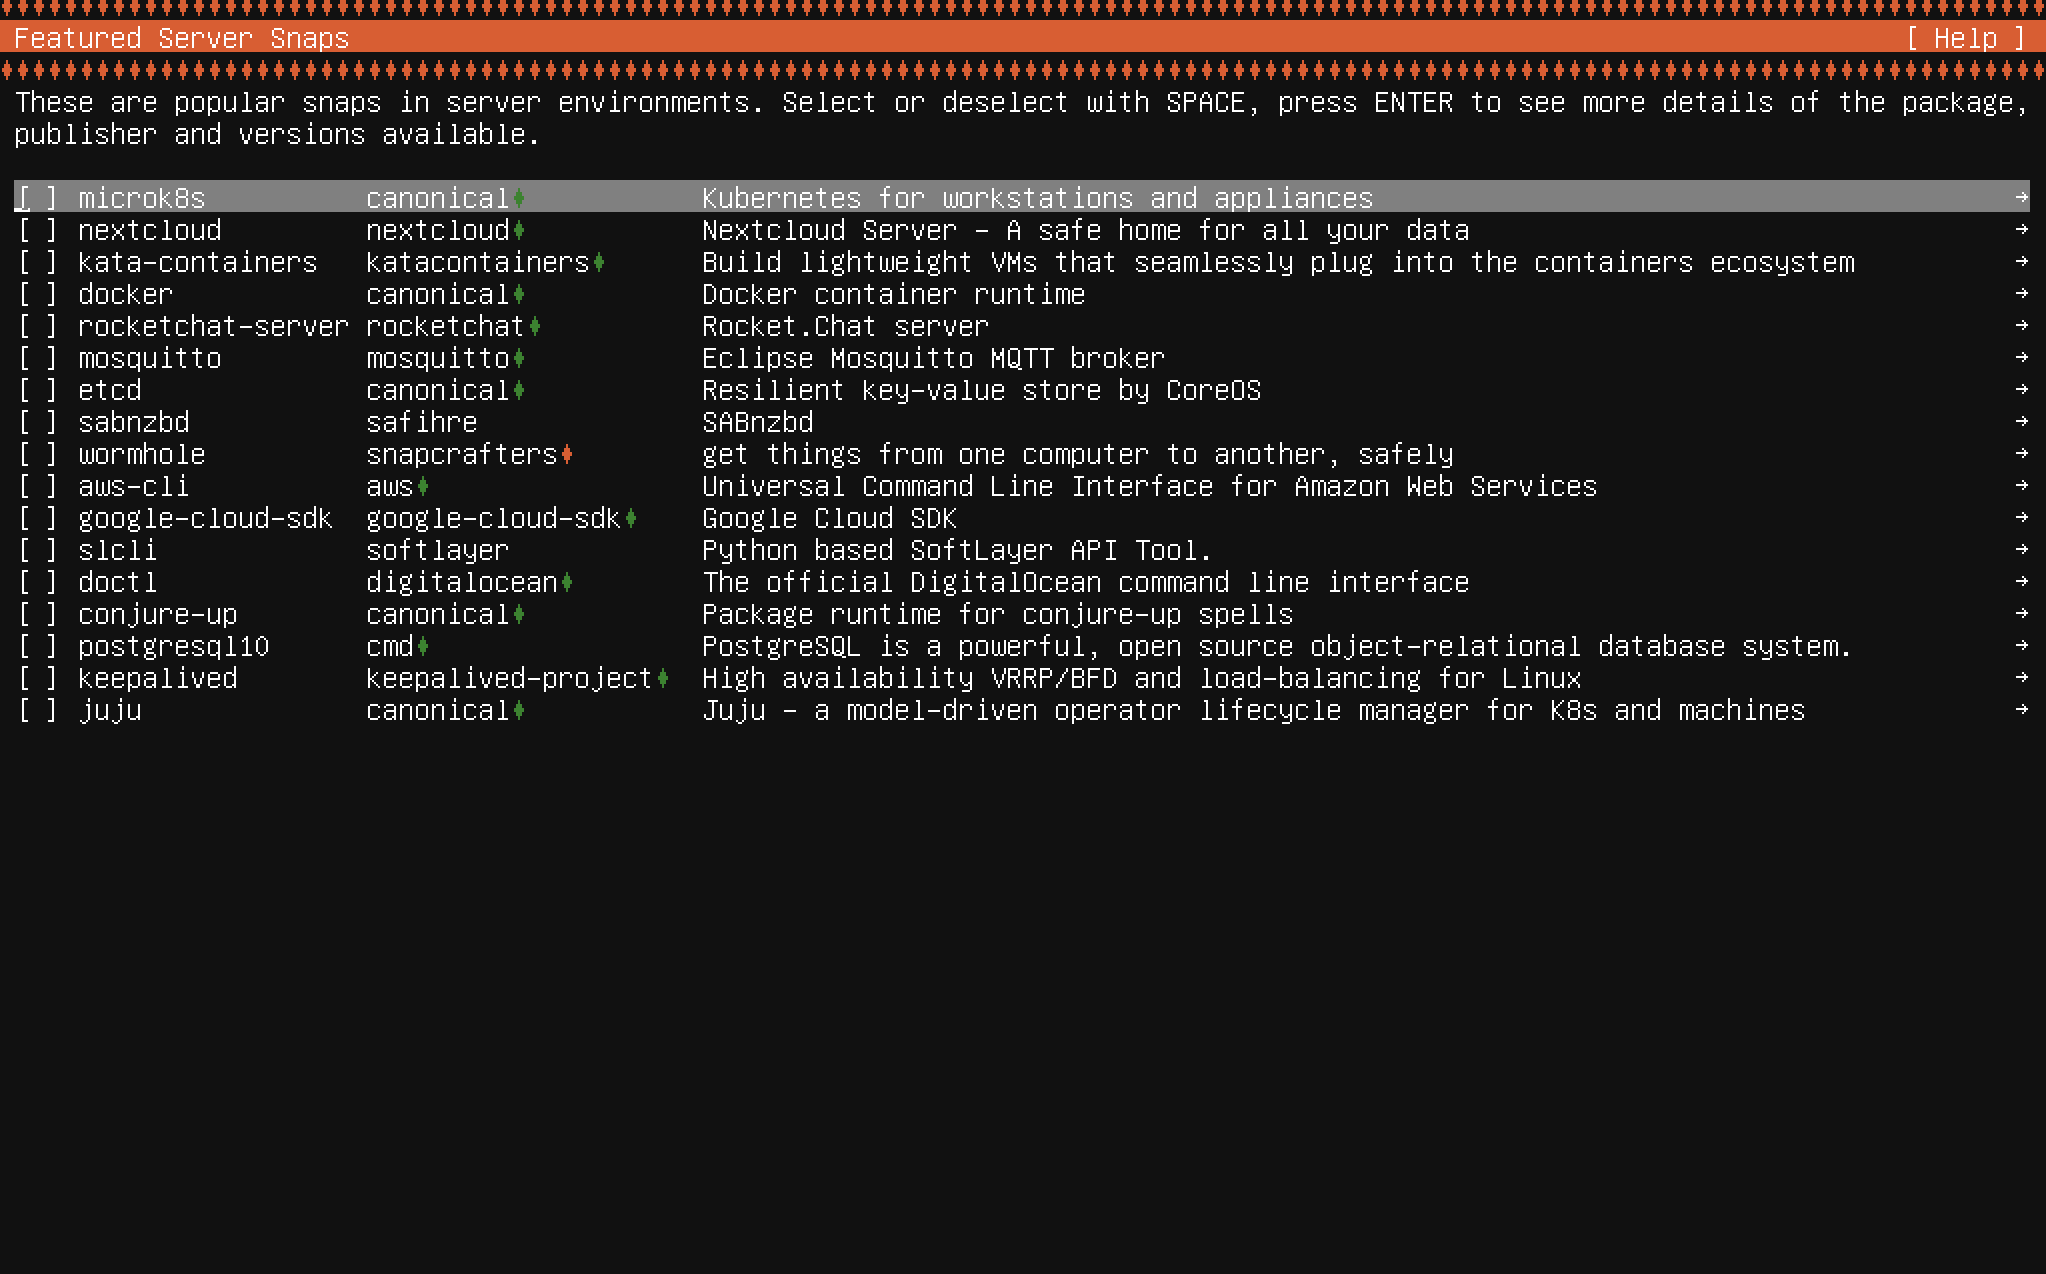 Featured Server Snaps [ Help ]
These are popular snaps in server environments. Select or deselect with SPACE, press ENTER to see more details of the package,
publisher and versions available.
[ ] microk8s canonical Kubernetes for workstations and appliances →
[ ] nextcloud nextcloud Nextcloud Server - A safe home for all your data →
[ ] kata-containers katacontainers Build lightweight VMs that seamlessly plug into the containers ecosystem →
[ ] docker canonical Docker container runtime →
[ ] rocketchat-server rocketchat Rocket.Chat server →
[ ] mosquitto mosquitto Eclipse Mosquitto MQTT broker →
[ ] etcd canonical Resilient key-value store by CoreOS →
[ ] sabnzbd safihre SABnzbd →
[ ] wormhole snapcrafters get things from one computer to another, safely →
[ ] aws-cli aws Universal Command Line Interface for Amazon Web Services →
[ ] google-cloud-sdk google-cloud-sdk Google Cloud SDK →
[ ] slcli softlayer Python based SoftLayer API Tool. →
[ ] doctl digitalocean The official DigitalOcean command line interface →
[ ] conjure-up canonical Package runtime for conjure-up spells →
[ ] postgresql10 cmd PostgreSQL is a powerful, open source object-relational database system. →
[ ] keepalived keepalived-project High availability VRRP/BFD and load-balancing for Linux →
[ ] juju canonical Juju - a model-driven operator lifecycle manager for K8s and machines →